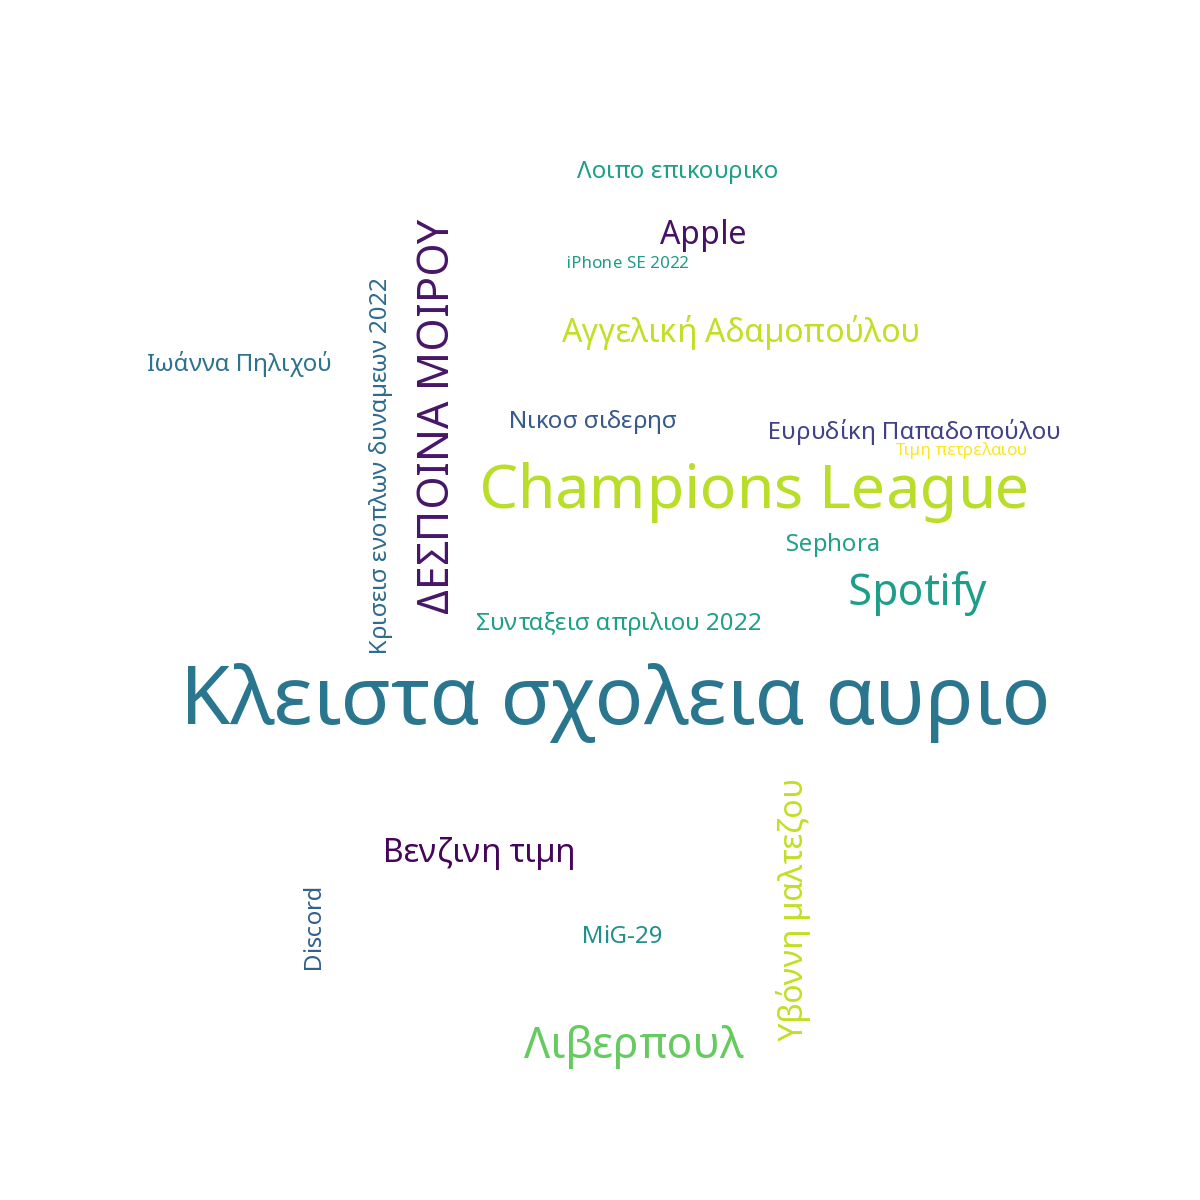 Λοιπο επικουρικο
Apple
iPhone SE 2022
Αγγελική Αδαμοπούλου
Ιωάννα Πηλιχού
Κρισεισ ενοπλων δυναμεων 2022
ΔΕΣΠΟΙΝΑ ΜΟΙΡΟΥ
Νικοσ σιδερησ
Ευρυδίκη Παπαδοπούλου
Τιμη πετρελαιου
Champions League
Sephora
Spotify
Συνταξεισ απριλιου 2022
Κλειστα σχολεια αυριο
Βενζινη τιμη
Υβόννη μαλτεζου
Discord
MiG-29
Λιβερπουλ